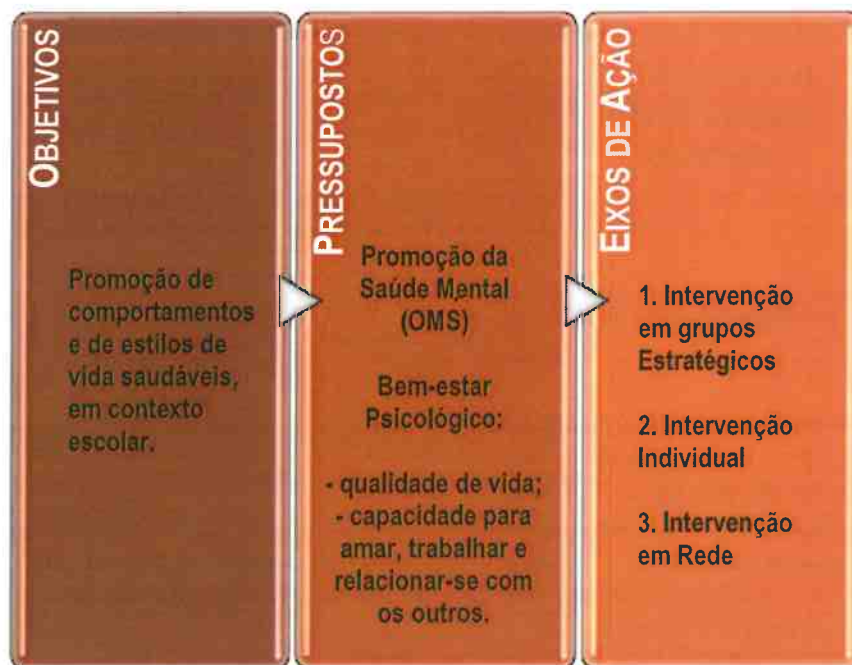 OBJETIVOS
Promoção de
comportamentos
e de estilos de
vida saudáveis,
em contexto
escolar.
PRESSUPOSTOS
Promoção da
Saúde Mental
(OMS)
Bem-estar
Psicológico:
- qualidade de vida;
- capacidade para
amar, trabalhar e
relacionar-se com
os outros.
EIXOS DE AÇÃO
1. Intervenção
em grupos
Estratégicos
2. Intervenção
Individual
3. Intervenção
em Rede